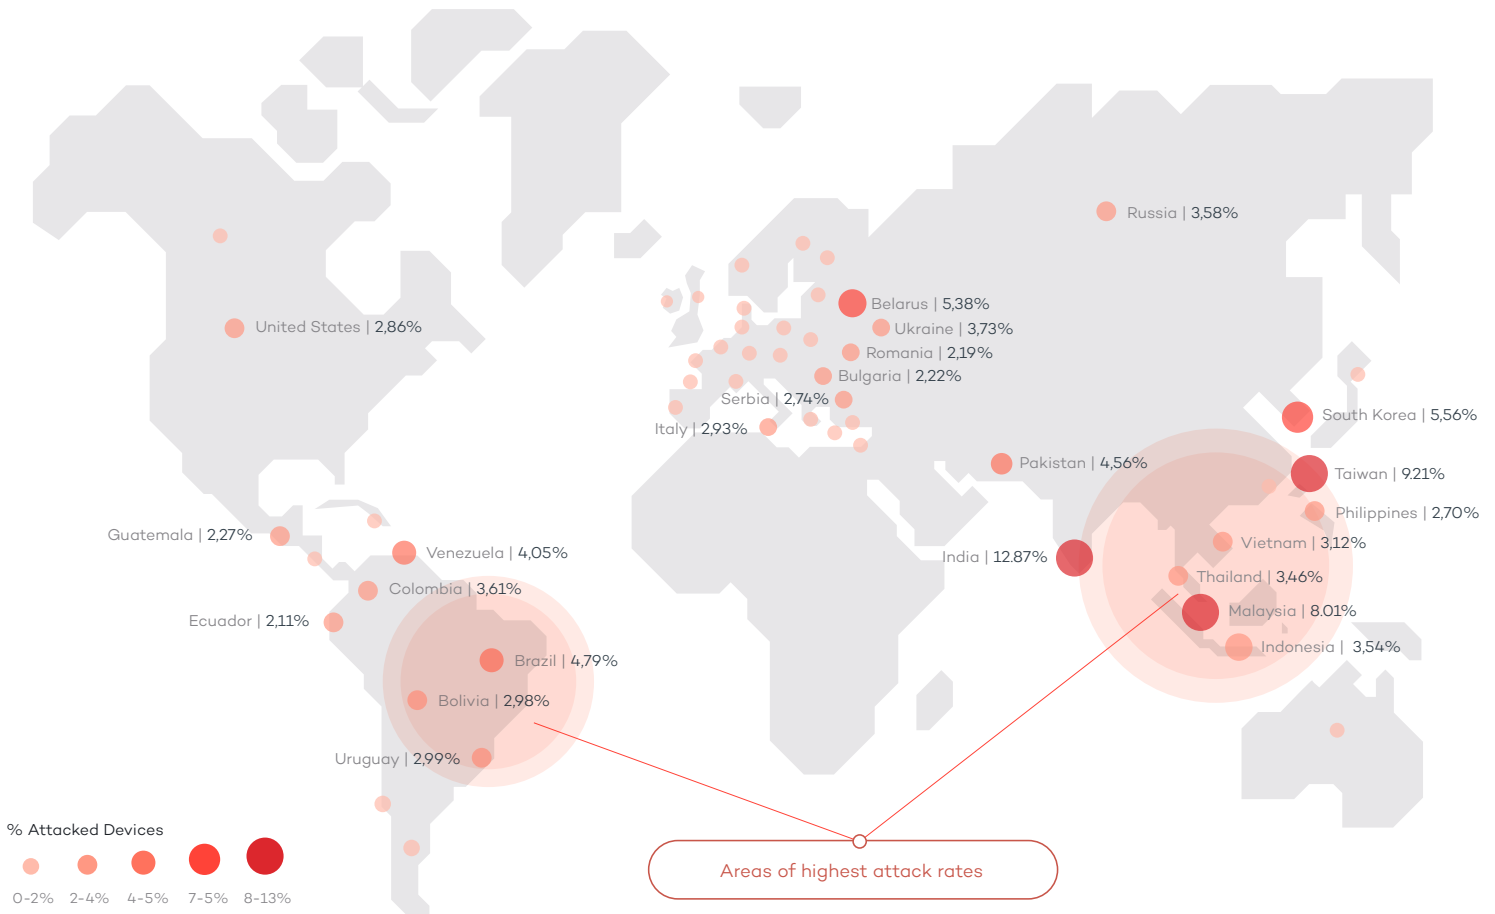 Russia | 3,58%
Belarus | 5,38%
United States | 2,86%
Ukraine | 3,73%
Romania | 2,19%
Bulgaria | 2,22%
Serbia | 2,74%
South Korea | 5,56%
Italy | 2,93%
Pakistan | 4,56%
Taiwan | 9.21%
Philippines | 2,70%
Guatemala | 2,27%
Vietnam | 3,12%
Venezuela | 4,05%
India | 12.87%
Thailand | 3,46%
Colombia | 3,61%
Malaysia | 8.01%
Ecuador | 2,11%
Indonesia | 3,54%
Brazil | 4,79%
Bolivia | 2,98%
Uruguay | 2,99%
% Attacked Devices
0-2% 2-4% 4-5% 7-5% 8-13%
Areas of highest attack rates